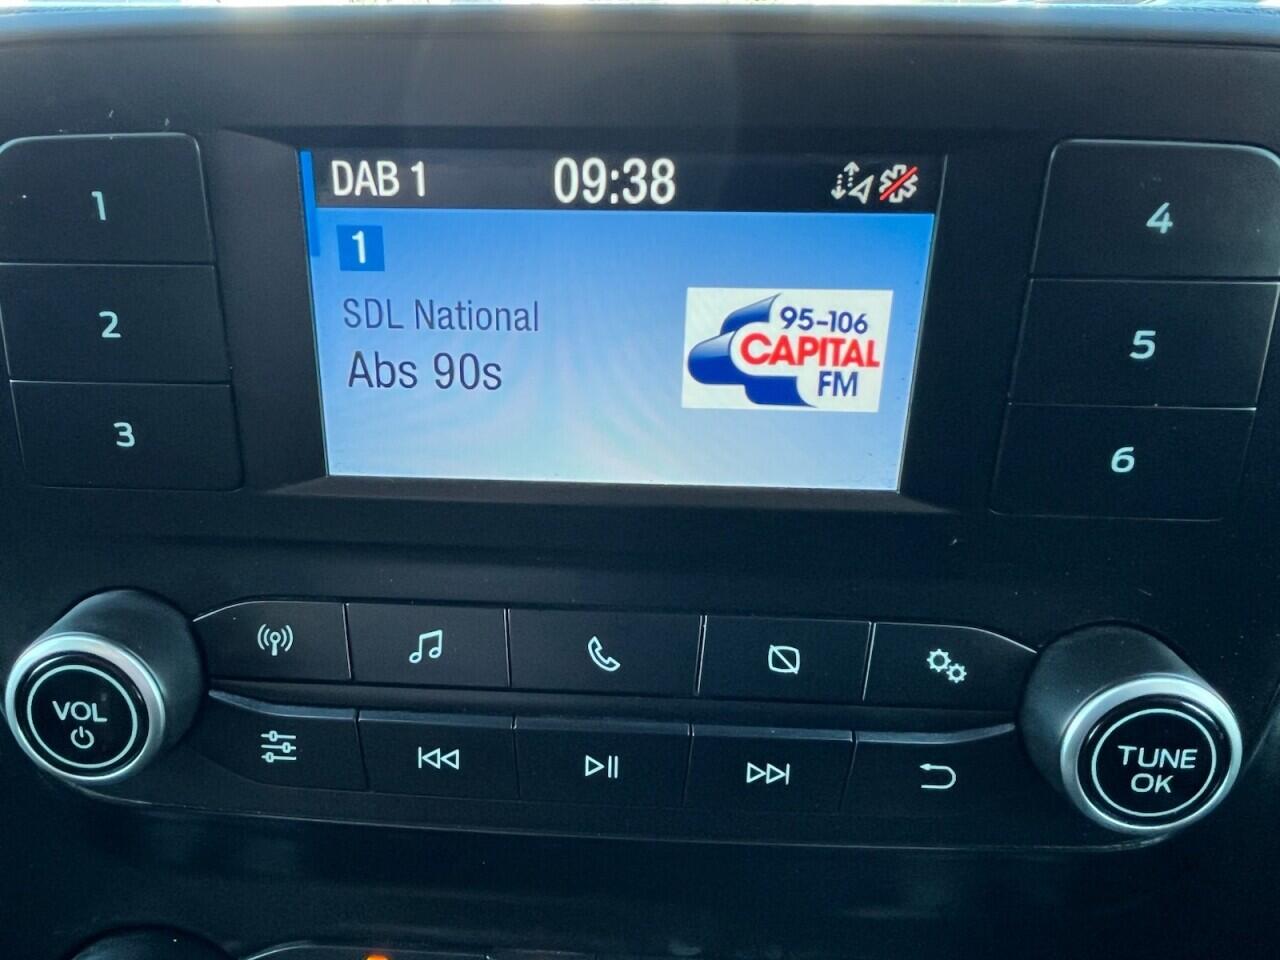 DAB 1 09:38
1
SDL National
Abs 90s
95-106
CAPITAL
FM
1
2
3
4
5
6
VOL
TUNE
OK